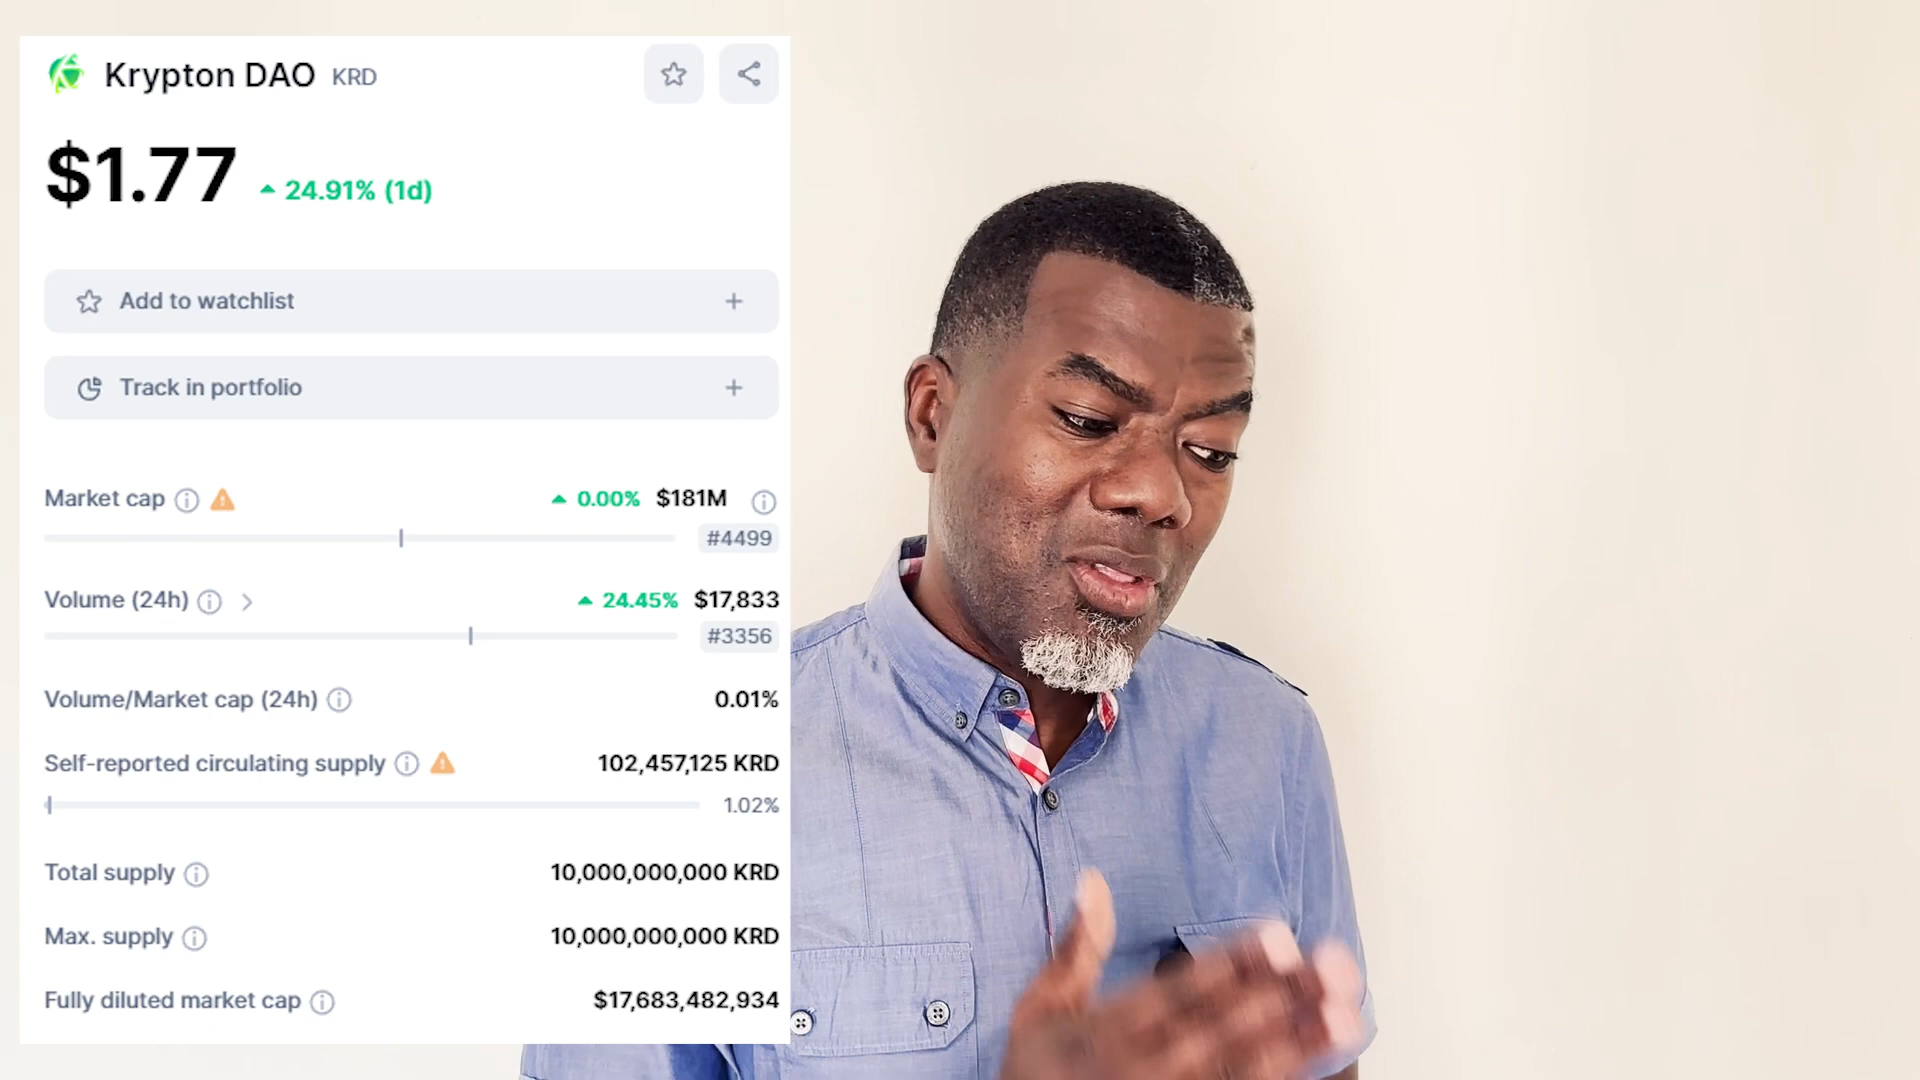 Krypton DAO KRD
$1.77 24.91% (1d)
Add to watchlist +
Track in portfolio +
Market cap 0.00% $181M
#4499
Volume (24h) 24.45% $17,833
#3356
Volume/Market cap (24h) 0.01%
Self-reported circulating supply 102,457,125 KRD
1.02%
Total supply 10,000,000,000 KRD
Max. supply 10,000,000,000 KRD
Fully diluted market cap $17,683,482,934